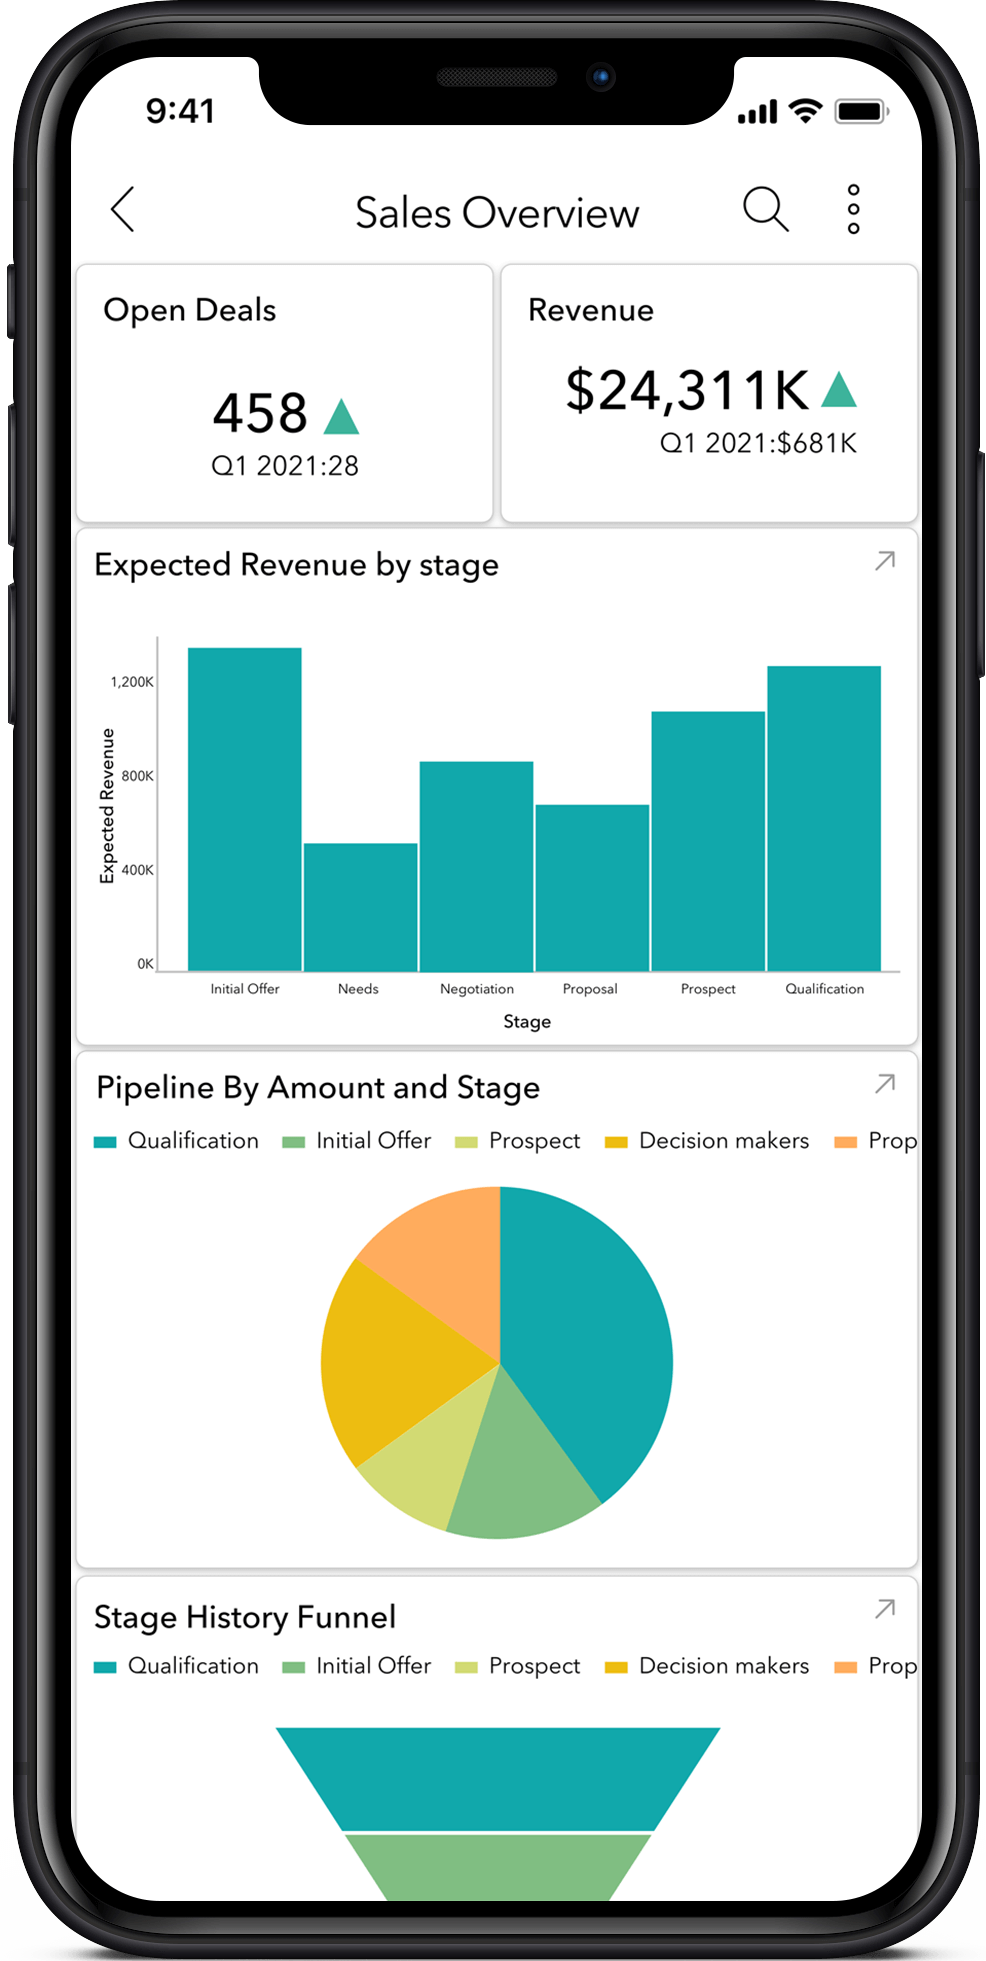 9:41
Sales Overview
Open Deals
458
Q1 2021:28
Revenue
$24,311K
Q1 2021:$681K
Expected Revenue by stage
Expected Revenue
1,200K
800K
400K
0K
Initial Offer Needs Negotiation Proposal Prospect Qualification
Stage
Pipeline By Amount and Stage
Qualification Initial Offer Prospect Decision makers Prop
Stage History Funnel
Qualification Initial Offer Prospect Decision makers Prop